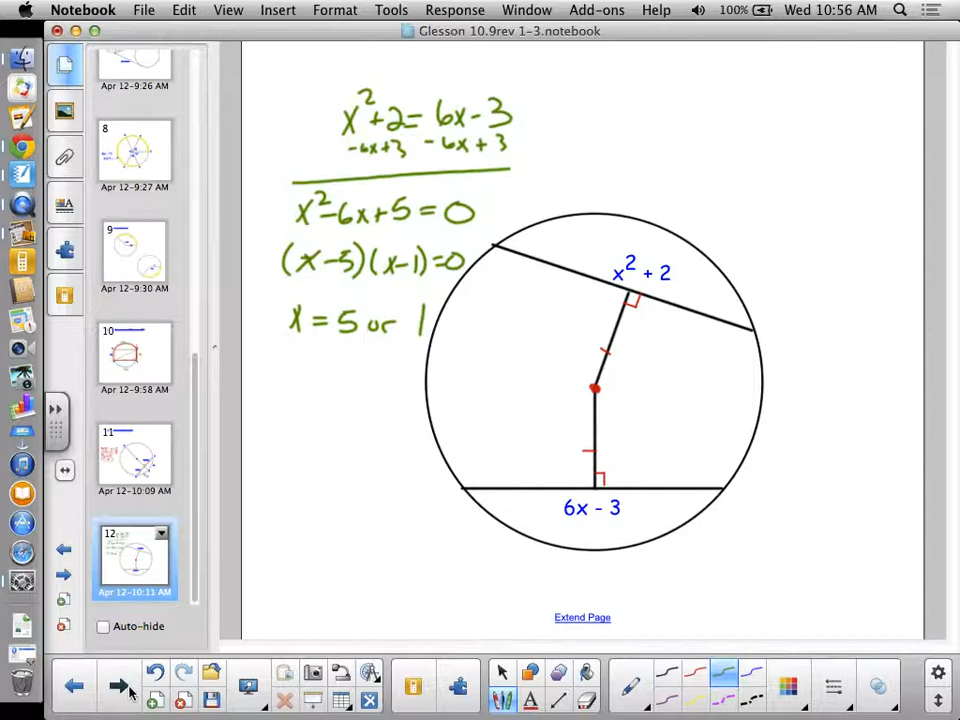 Notebook File Edit View Insert Format Tools Response Window Add-ons Help 100% Wed 10:56 AM
Glesson 10.9rev 1-3.notebook
Apr 12-9:26 AM
8
Apr 12-9:27 AM
9
Apr 12-9:30 AM
10
Apr 12-9:58 AM
11
Apr 12-10:09 AM
12
Apr 12-10:11 AM
Auto-hide
x² + 2 = 6x - 3
-6x + 3 - 6x + 3
x² - 6x + 5 = 0
(x - 5)(x - 1) = 0
x = 5 or 1
x² + 2
6x - 3
Extend Page